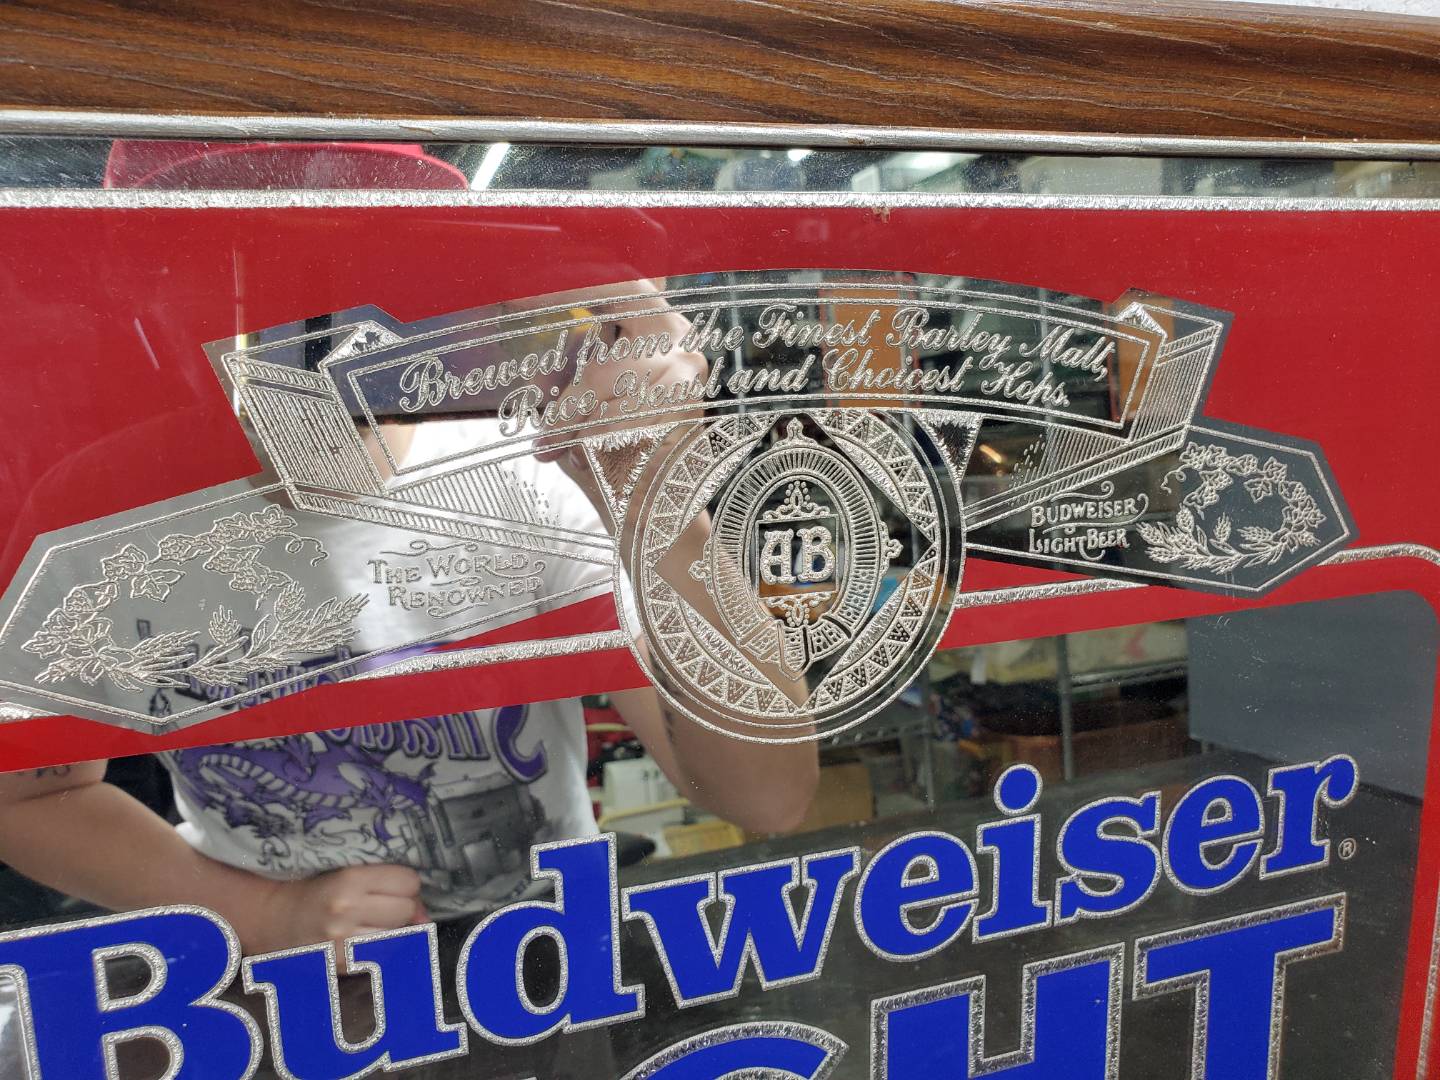 Brewed from the Finest Barley Malt,
Rice, Yeast and Choicest Hops.
THE WORLD
RENOWNED
AB
BUDWEISER
LIGHT BEER
Budweiser®